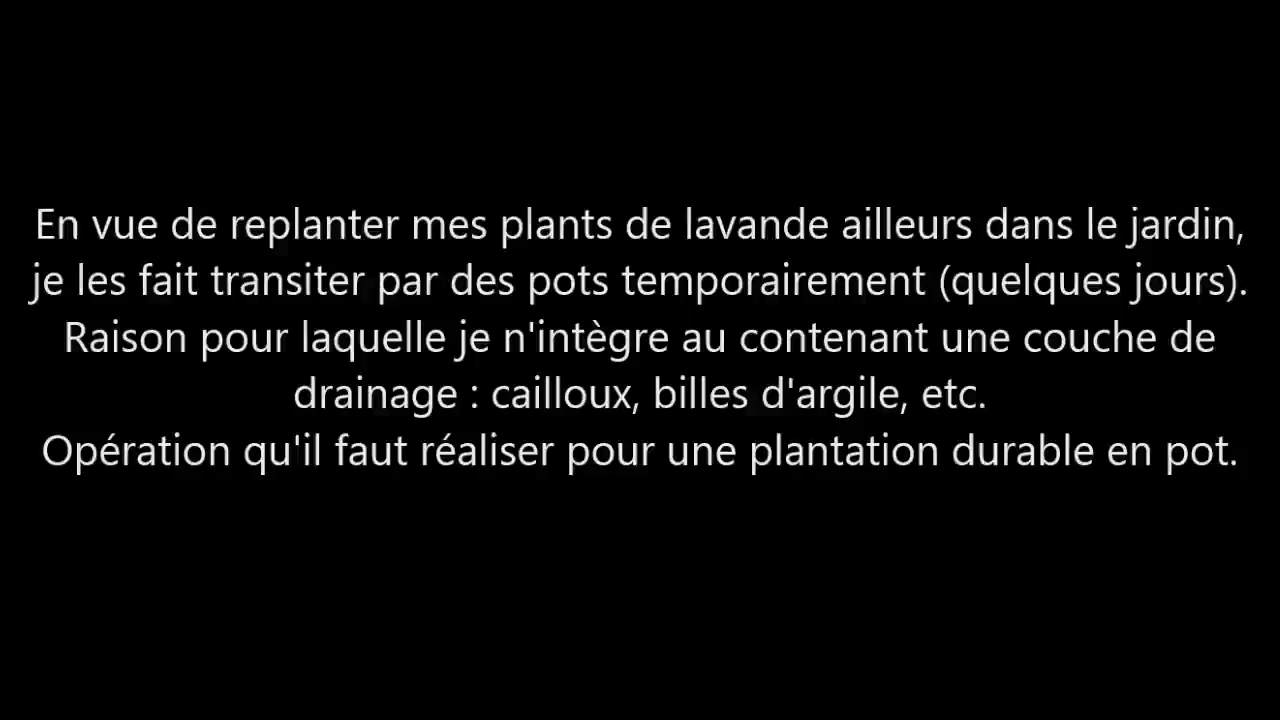 En vue de replanter mes plants de lavande ailleurs dans le jardin,
je les fait transiter par des pots temporairement (quelques jours).
Raison pour laquelle je n'intègre au contenant une couche de
drainage : cailloux, billes d'argile, etc.
Opération qu'il faut réaliser pour une plantation durable en pot.